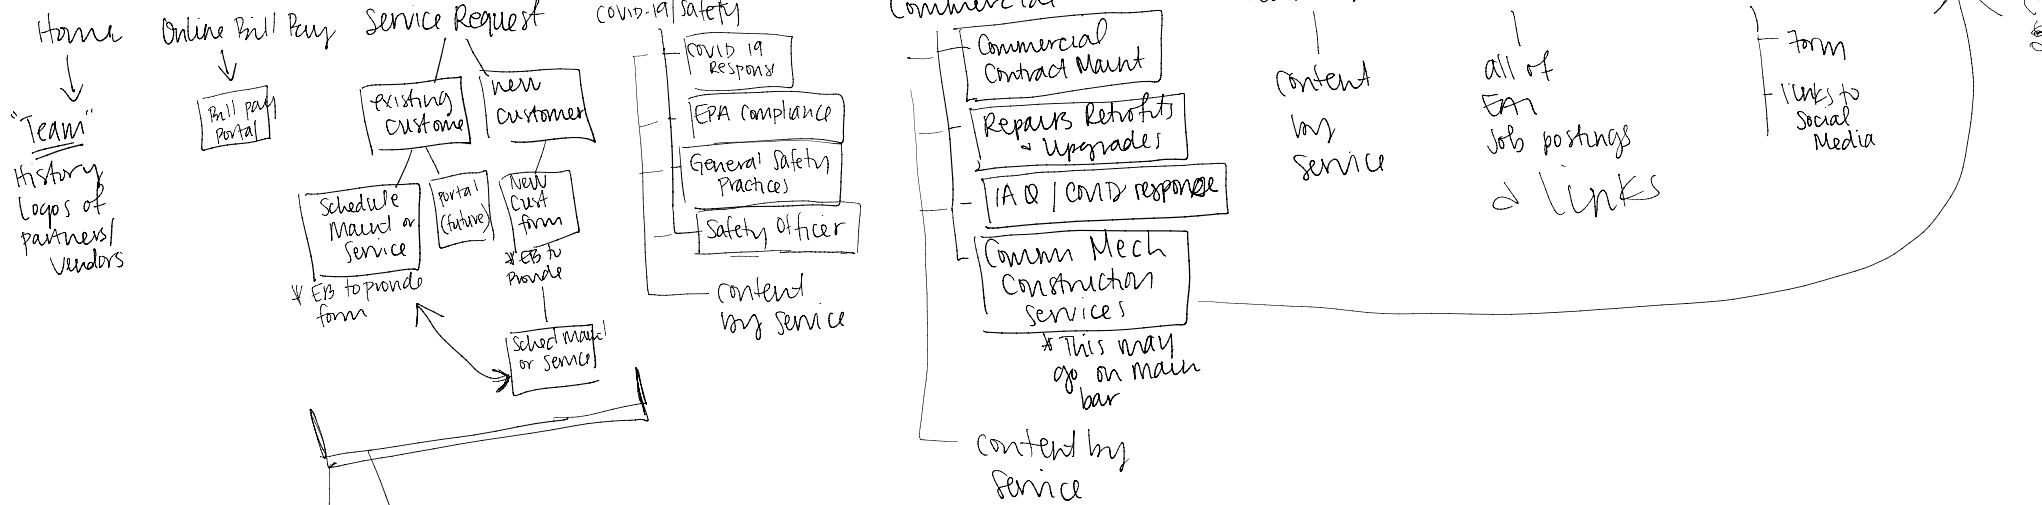 Home
↓
"Team"
History
Logos of
partners/
vendors
Online Bill Pay
↓
Bill pay
portal
Service Request
existing
custome
new
customer
Schedule
Maint or
Service
* EB to provide
form
Portal
(future)
New
Cust
form
* EB to
Provide
Sched maint
or service
COVID-19/Safety
COVID 19
Respons
EPA Compliance
General Safety
Practices
Safety Officer
content
by service
Commercial
Commercial
Contract Maint
Repairs Retrofits
& Upgrades
IAQ / COVID response
Comm Mech
Construction
Services
* This may
go on main
bar
content by
service
content
by
service
all of
job postings
& links
Form
links to
Social
Media